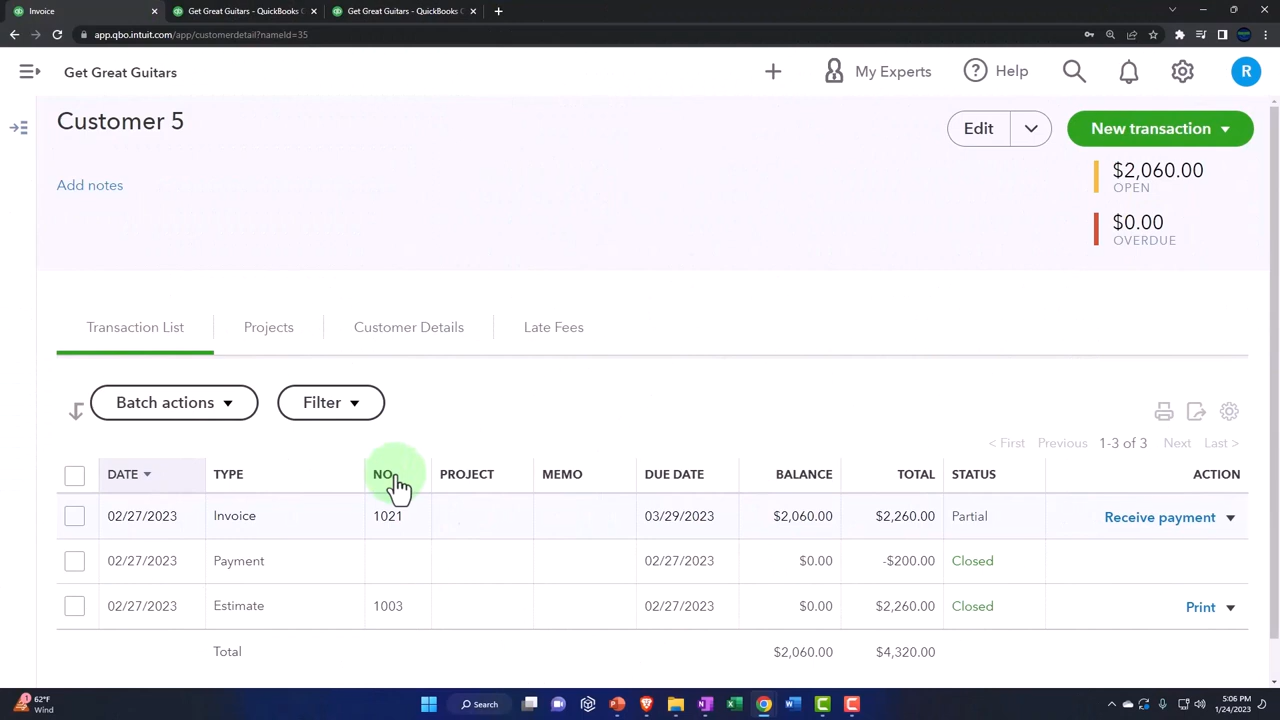 Invoice
Get Great Guitars - QuickBooks C
Get Great Guitars - QuickBooks C
app.qbo.intuit.com/app/customerdetail?nameId=35
Get Great Guitars
My Experts
Help
R
Customer 5
Edit
New transaction
Add notes
$2,060.00
OPEN
$0.00
OVERDUE
Transaction List
Projects
Customer Details
Late Fees
Batch actions
Filter
< First Previous 1-3 of 3 Next Last >
DATE TYPE NO. PROJECT MEMO DUE DATE BALANCE TOTAL STATUS ACTION
02/27/2023 Invoice 1021 03/29/2023 $2,060.00 $2,260.00 Partial Receive payment
02/27/2023 Payment 02/27/2023 $0.00 -$200.00 Closed
02/27/2023 Estimate 1003 02/27/2023 $0.00 $2,260.00 Closed Print
Total $2,060.00 $4,320.00
62°F
Wind
Search
5:06 PM
1/24/2023